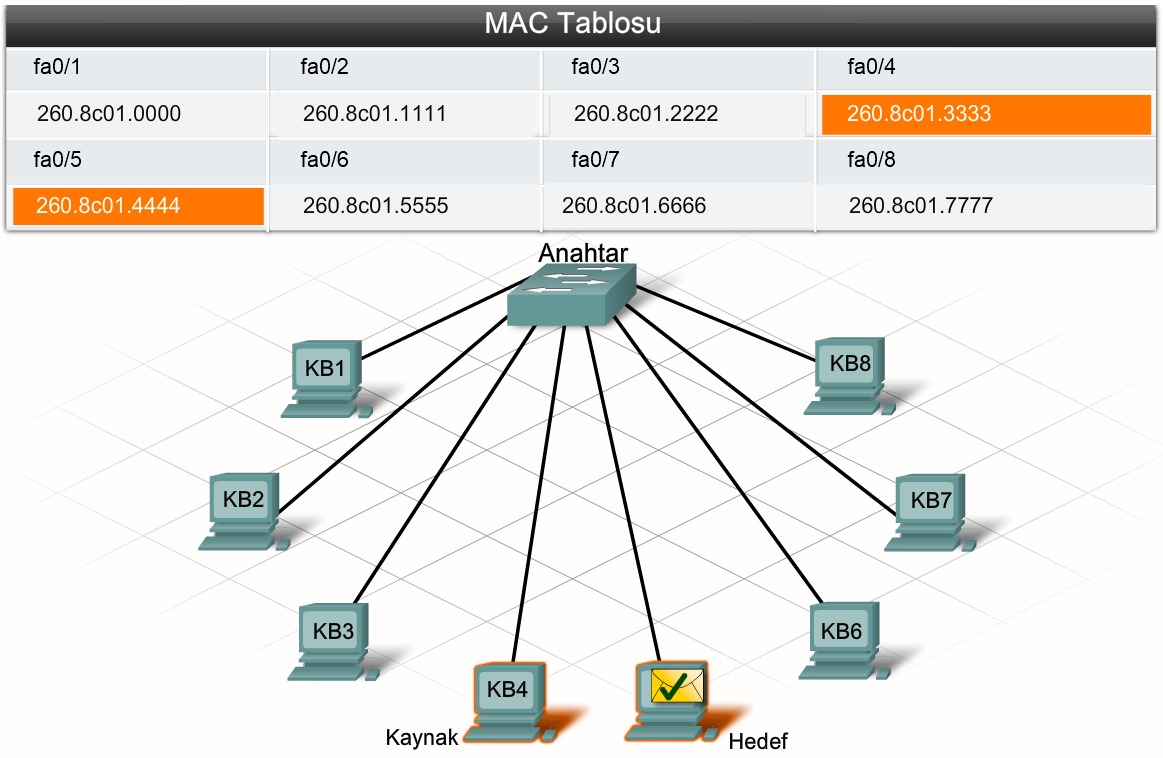 MAC Tablosu
fa0/1 fa0/2 fa0/3 fa0/4
260.8c01.0000 260.8c01.1111 260.8c01.2222 260.8c01.3333
fa0/5 fa0/6 fa0/7 fa0/8
260.8c01.4444 260.8c01.5555 260.8c01.6666 260.8c01.7777
Anahtar
KB1 KB8
KB2 KB7
KB3 KB6
KB4
Kaynak Hedef